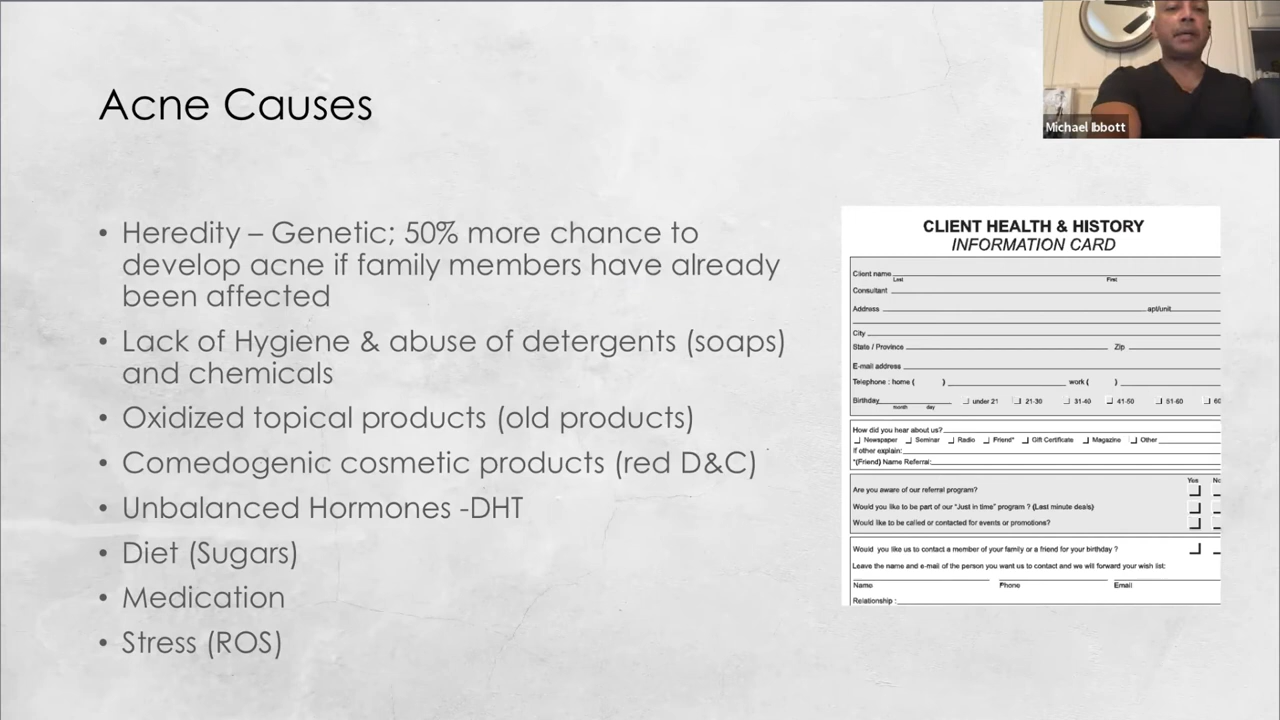 Acne Causes
Michael Ibbott
• Heredity – Genetic; 50% more chance to
develop acne if family members have already
been affected
• Lack of Hygiene & abuse of detergents (soaps)
and chemicals
• Oxidized topical products (old products)
• Comedogenic cosmetic products (red D&C)
• Unbalanced Hormones -DHT
• Diet (Sugars)
• Medication
• Stress (ROS)
CLIENT HEALTH & HISTORY
INFORMATION CARD
Client name
Last First
Consultant
Address apt/unit
City
State / Province Zip
E-mail address
Telephone : home ( ) work ( )
Birthday under 21 21-30 31-40 41-50 51-60 60
month day
How did you hear about us?
Newspaper Seminar Radio Friend* Gift Certificate Magazine Other
If other explain:
*(Friend) Name Referral:
Yes No
Are you aware of our referral program?
Would you like to be part of our "Just in time" program ? (Last minute deals)
Would you like to be called or contacted for events or promotions?
Would you like us to contact a member of your family or a friend for your birthday ?
Leave the name and e-mail of the person you want us to contact and we will forward your wish list:
Name Phone Email
Relationship :